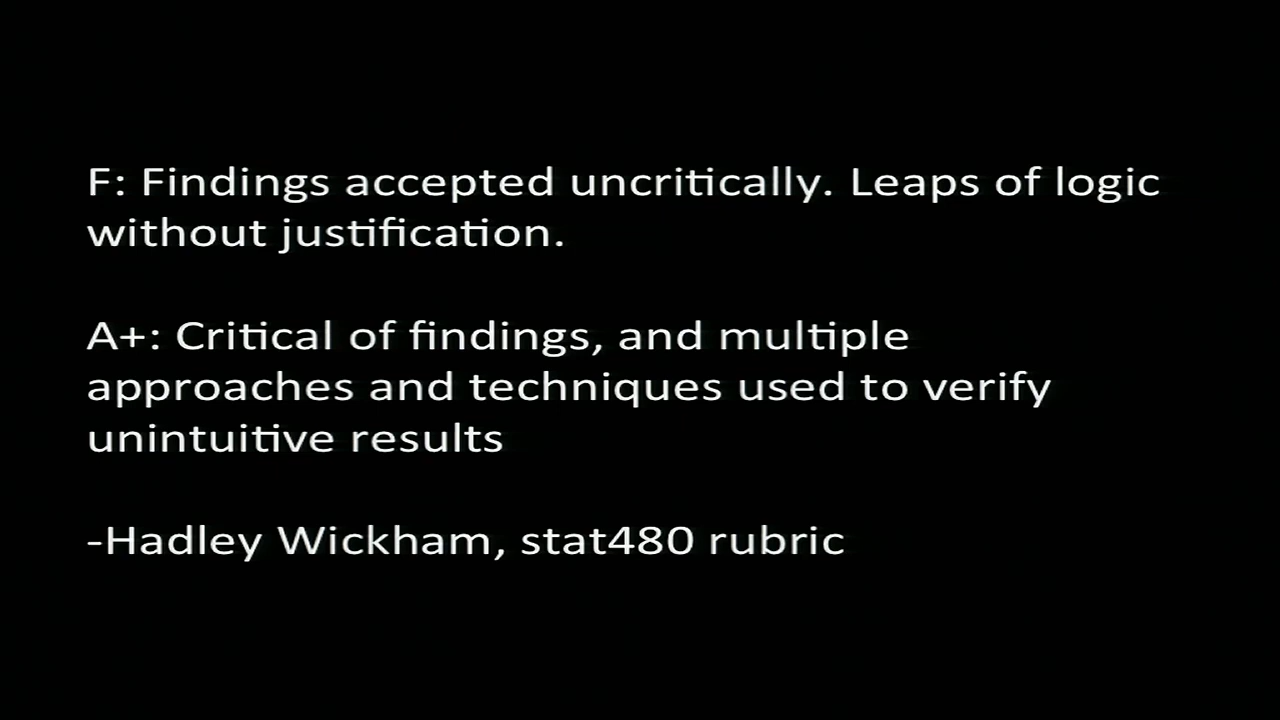 F: Findings accepted uncritically. Leaps of logic
without justification.
A+: Critical of findings, and multiple
approaches and techniques used to verify
unintuitive results
-Hadley Wickham, stat480 rubric